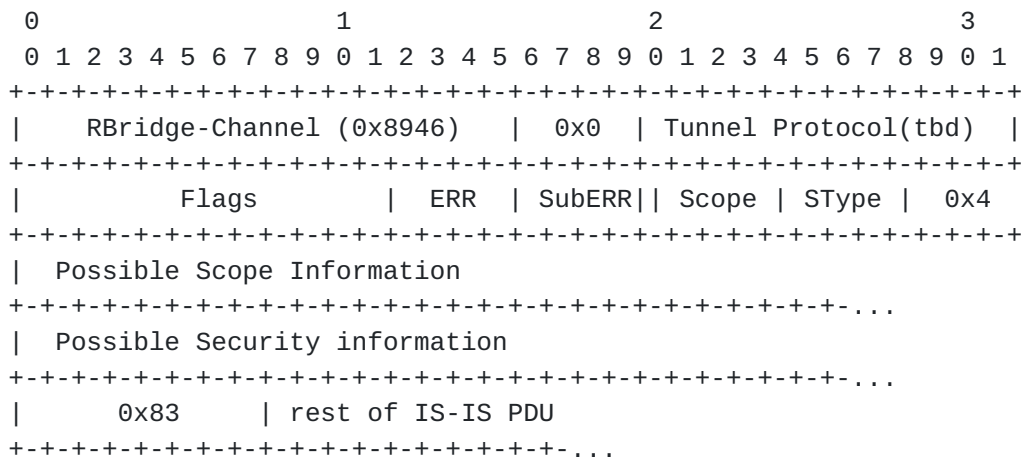 0                   1                   2                   3
 0 1 2 3 4 5 6 7 8 9 0 1 2 3 4 5 6 7 8 9 0 1 2 3 4 5 6 7 8 9 0 1
+-+-+-+-+-+-+-+-+-+-+-+-+-+-+-+-+-+-+-+-+-+-+-+-+-+-+-+-+-+-+-+-+
|    RBridge-Channel (0x8946)   |  0x0  | Tunnel Protocol(tbd)  |
+-+-+-+-+-+-+-+-+-+-+-+-+-+-+-+-+-+-+-+-+-+-+-+-+-+-+-+-+-+-+-+-+
|          Flags        |  ERR  | SubERR|| Scope | SType |  0x4
+-+-+-+-+-+-+-+-+-+-+-+-+-+-+-+-+-+-+-+-+-+-+-+-+-+-+-+-+-+-+-+-+
|  Possible Scope Information
+-+-+-+-+-+-+-+-+-+-+-+-+-+-+-+-+-+-+-+-+-+-+-+-+-+-+-...
|  Possible Security information
+-+-+-+-+-+-+-+-+-+-+-+-+-+-+-+-+-+-+-+-+-+-+-+-+-+-+-...
|      0x83     | rest of IS-IS PDU
+-+-+-+-+-+-+-+-+-+-+-+-+-+-+-+-+-+-...